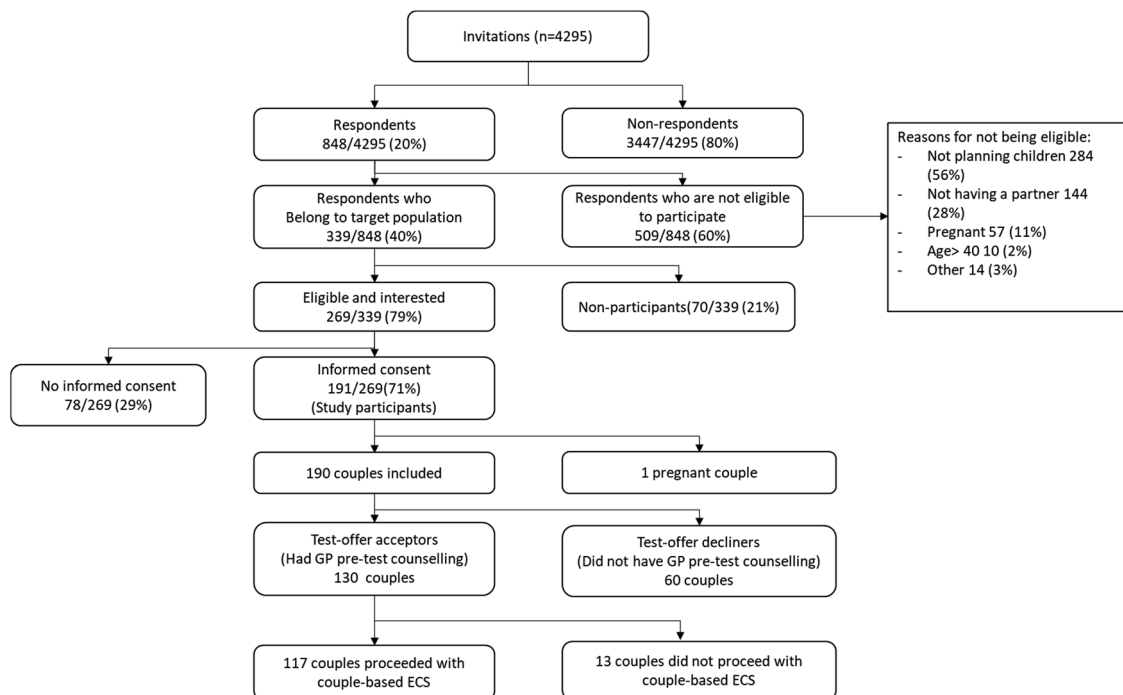 Invitations (n=4295)
Respondents
848/4295 (20%)
Non-respondents
3447/4295 (80%)
Reasons for not being eligible:
- Not planning children 284
(56%)
- Not having a partner 144
(28%)
- Pregnant 57 (11%)
- Age> 40 10 (2%)
- Other 14 (3%)
Respondents who
Belong to target population
339/848 (40%)
Respondents who are not eligible
to participate
509/848 (60%)
Eligible and interested
269/339 (79%)
Non-participants(70/339 (21%)
No informed consent
78/269 (29%)
Informed consent
191/269(71%)
(Study participants)
190 couples included
1 pregnant couple
Test-offer acceptors
(Had GP pre-test counselling)
130 couples
Test-offer decliners
(Did not have GP pre-test counselling)
60 couples
117 couples proceeded with
couple-based ECS
13 couples did not proceed with
couple-based ECS